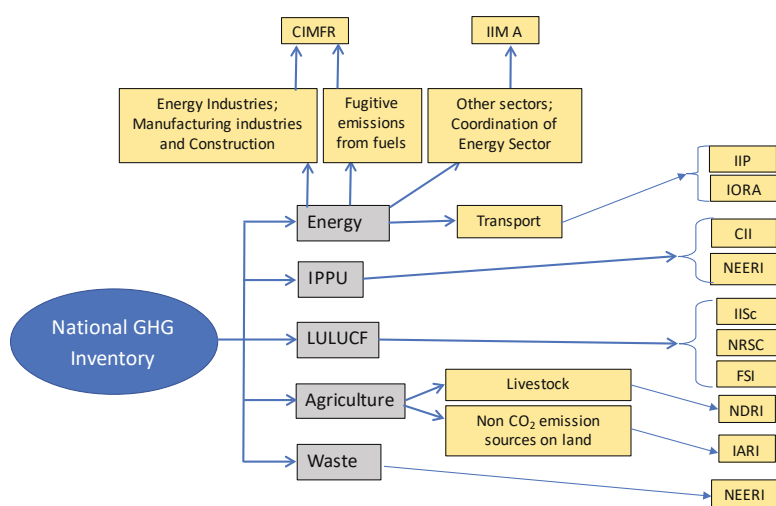 CIMFR
IIM A
Energy Industries;
Manufacturing industries
and Construction
Fugitive
emissions
from fuels
Other sectors;
Coordination of
Energy Sector
IIP
IORA
Energy
Transport
CII
NEERI
IPPU
National GHG
Inventory
LULUCF
IISc
NRSC
FSI
Agriculture
Livestock
NDRI
Non CO₂ emission
sources on land
IARI
Waste
NEERI